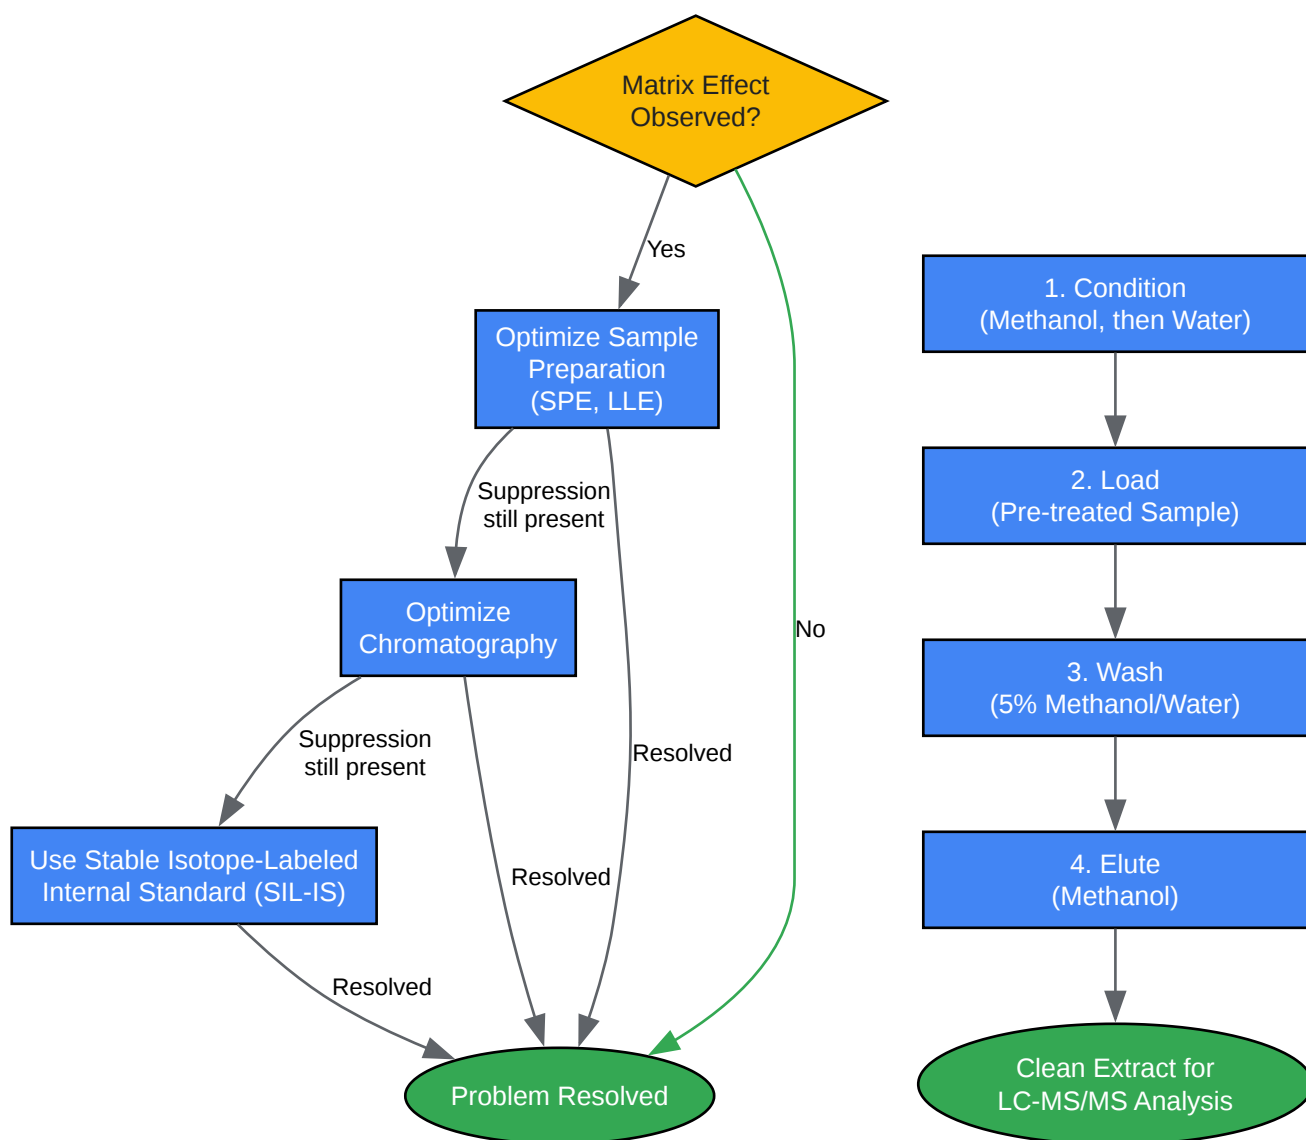 Matrix Effect
Observed?
Yes
Optimize Sample
Preparation
(SPE, LLE)
Suppression
still present
Optimize
Chromatography
No
Suppression
still present
Resolved
Use Stable Isotope-Labeled
Internal Standard (SIL-IS)
Resolved
Resolved
Problem Resolved
1. Condition
(Methanol, then Water)
2. Load
(Pre-treated Sample)
3. Wash
(5% Methanol/Water)
4. Elute
(Methanol)
Clean Extract for
LC-MS/MS Analysis